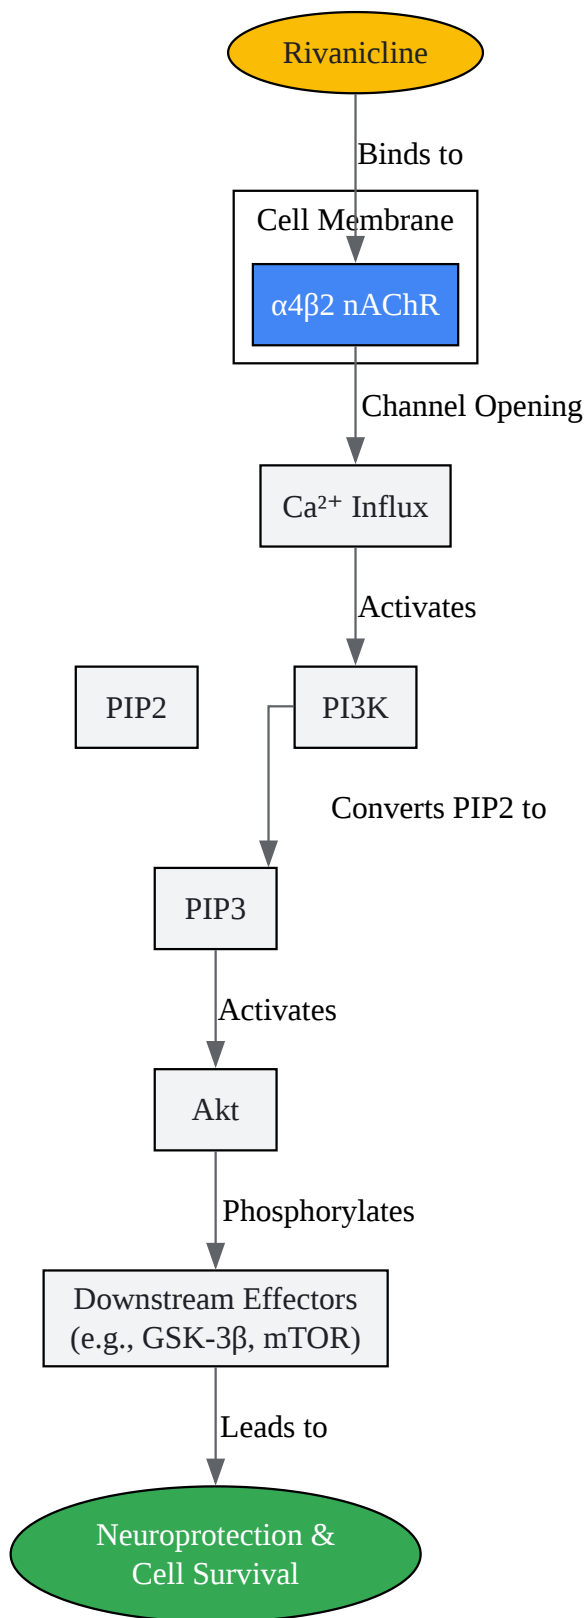 Rivanicline
Binds to
Cell Membrane
α4β2 nAChR
Channel Opening
Ca²⁺ Influx
Activates
PIP2
PI3K
Converts PIP2 to
PIP3
Activates
Akt
Phosphorylates
Downstream Effectors
(e.g., GSK-3β, mTOR)
Leads to
Neuroprotection &
Cell Survival